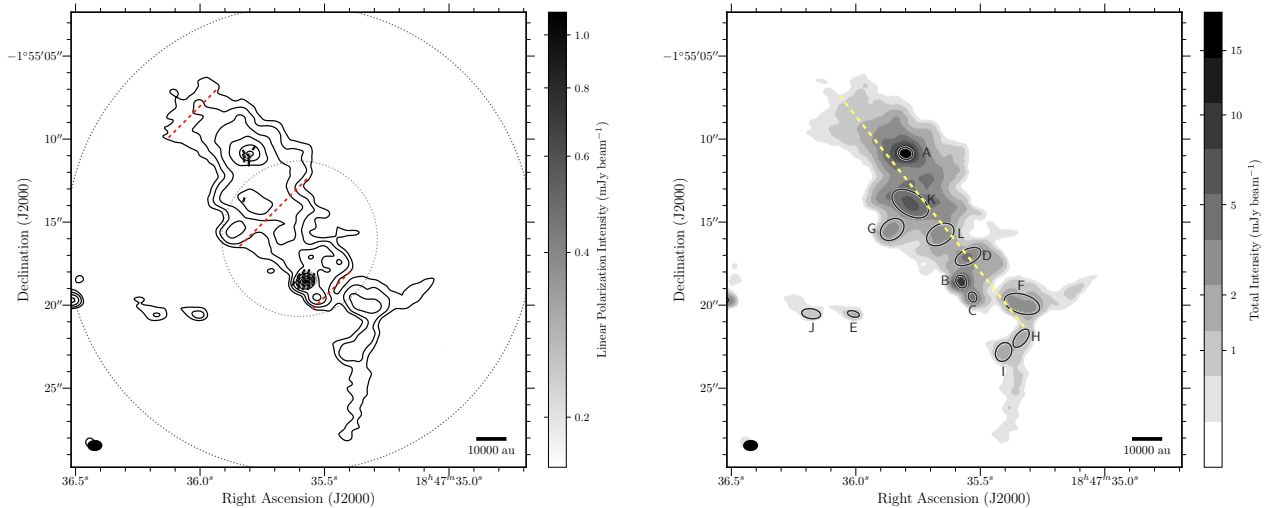 −1°55′05″
10″
15″
20″
25″
Declination (J2000)
36.5ˢ
36.0ˢ
35.5ˢ
18ʰ47ᵐ35.0ˢ
Right Ascension (J2000)
10000 au
1.0
0.8
0.6
0.4
0.2
Linear Polarization Intensity (mJy beam⁻¹)
−1°55′05″
10″
15″
20″
25″
Declination (J2000)
A
K
G
L
D
B
C
F
J
E
H
I
36.5ˢ
36.0ˢ
35.5ˢ
18ʰ47ᵐ35.0ˢ
Right Ascension (J2000)
10000 au
15
10
5
2
1
Total Intensity (mJy beam⁻¹)